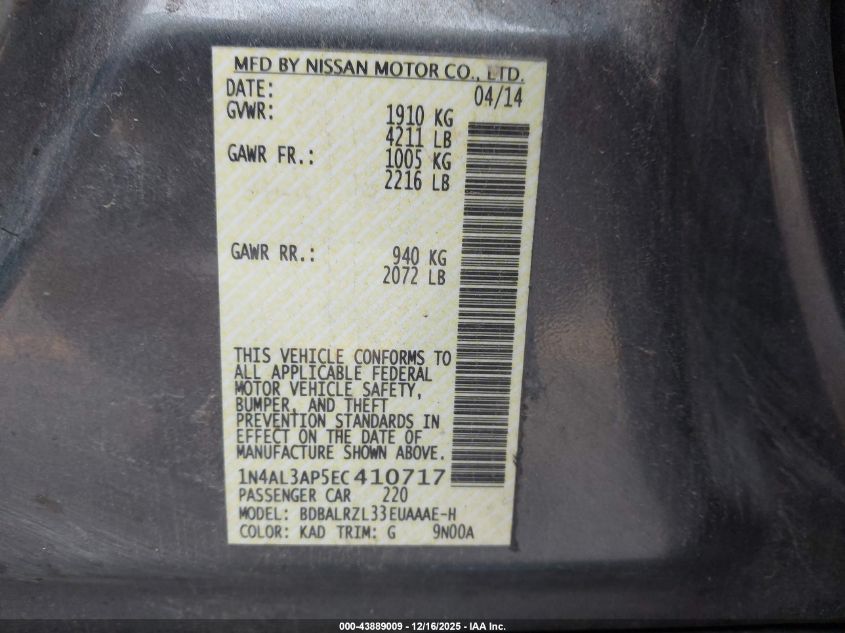 MFD BY NISSAN MOTOR CO., LTD.
DATE: 04/14
GVWR: 1910 KG
4211 LB
GAWR FR.: 1005 KG
2216 LB
GAWR RR.: 940 KG
2072 LB
THIS VEHICLE CONFORMS TO
ALL APPLICABLE FEDERAL
MOTOR VEHICLE SAFETY,
BUMPER, AND THEFT
PREVENTION STANDARDS IN
EFFECT ON THE DATE OF
MANUFACTURE SHOWN ABOVE.
1N4AL3AP5EC410717
PASSENGER CAR 220
MODEL: BDBALRZL33EUAAAE-H
COLOR: KAD TRIM: G 9N00A
000-43889009 - 12/16/2025 - IAA Inc.